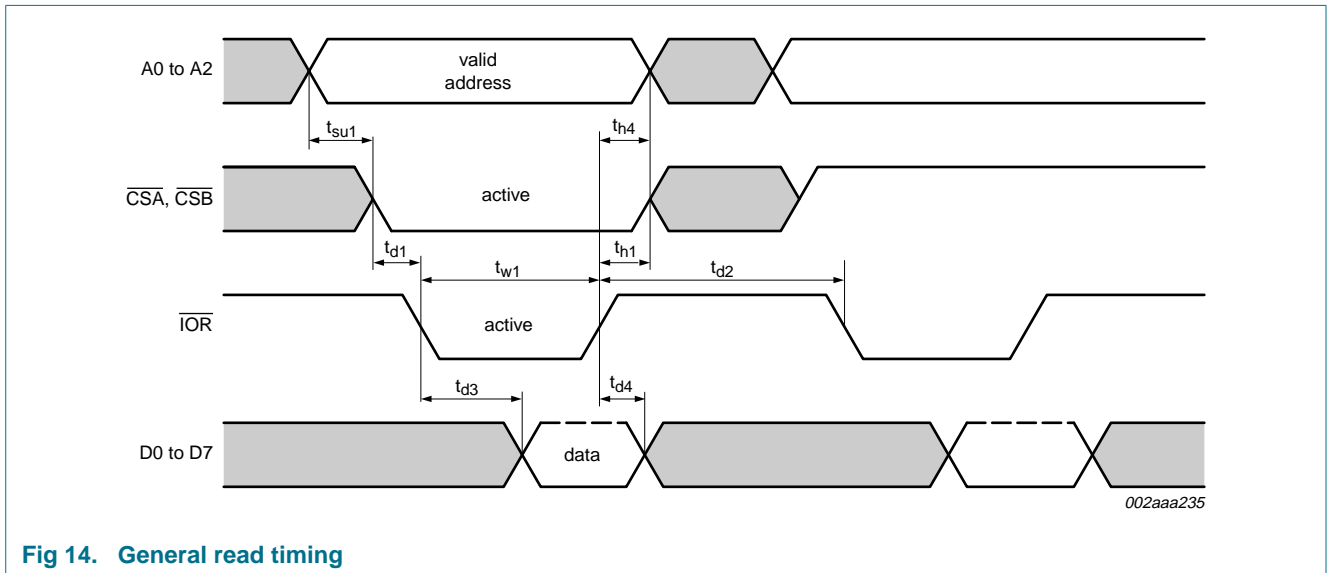 A0 to A2
valid
address
tsu1
th4
CSA, CSB
active
td1
tw1
th1
td2
IOR
active
td3
td4
D0 to D7
data
002aaa235
Fig 14. General read timing